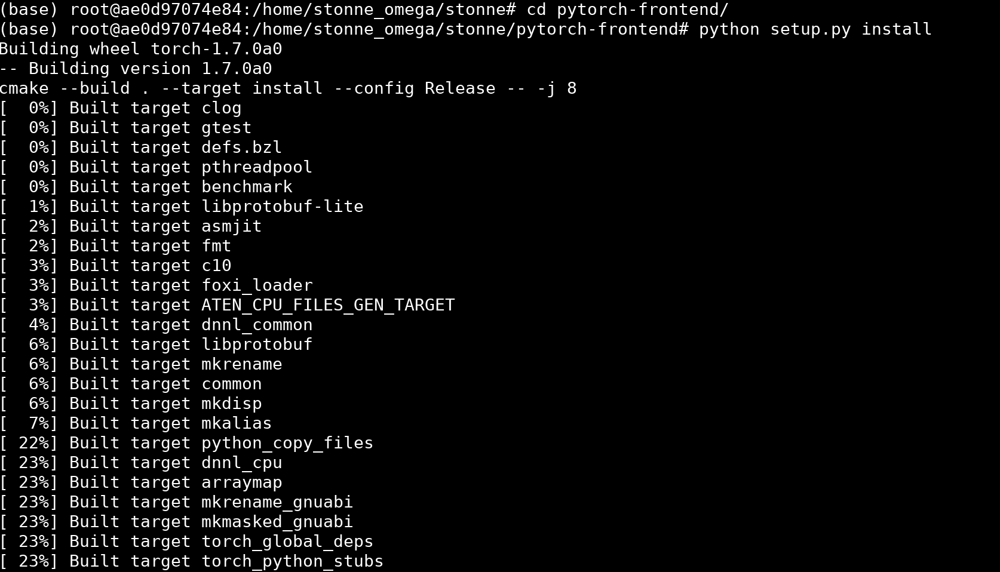 (base) root@ae0d97074e84:/home/stonne_omega/stonne# cd pytorch-frontend/
(base) root@ae0d97074e84:/home/stonne_omega/stonne/pytorch-frontend# python setup.py install
Building wheel torch-1.7.0a0
-- Building version 1.7.0a0
cmake --build . --target install --config Release -- -j 8
[  0%] Built target clog
[  0%] Built target gtest
[  0%] Built target defs.bzl
[  0%] Built target pthreadpool
[  0%] Built target benchmark
[  1%] Built target libprotobuf-lite
[  2%] Built target asmjit
[  2%] Built target fmt
[  3%] Built target c10
[  3%] Built target foxi_loader
[  3%] Built target ATEN_CPU_FILES_GEN_TARGET
[  4%] Built target dnnl_common
[  6%] Built target libprotobuf
[  6%] Built target mkrename
[  6%] Built target common
[  6%] Built target mkdisp
[  7%] Built target mkalias
[ 22%] Built target python_copy_files
[ 23%] Built target dnnl_cpu
[ 23%] Built target arraymap
[ 23%] Built target mkrename_gnuabi
[ 23%] Built target mkmasked_gnuabi
[ 23%] Built target torch_global_deps
[ 23%] Built target torch_python_stubs